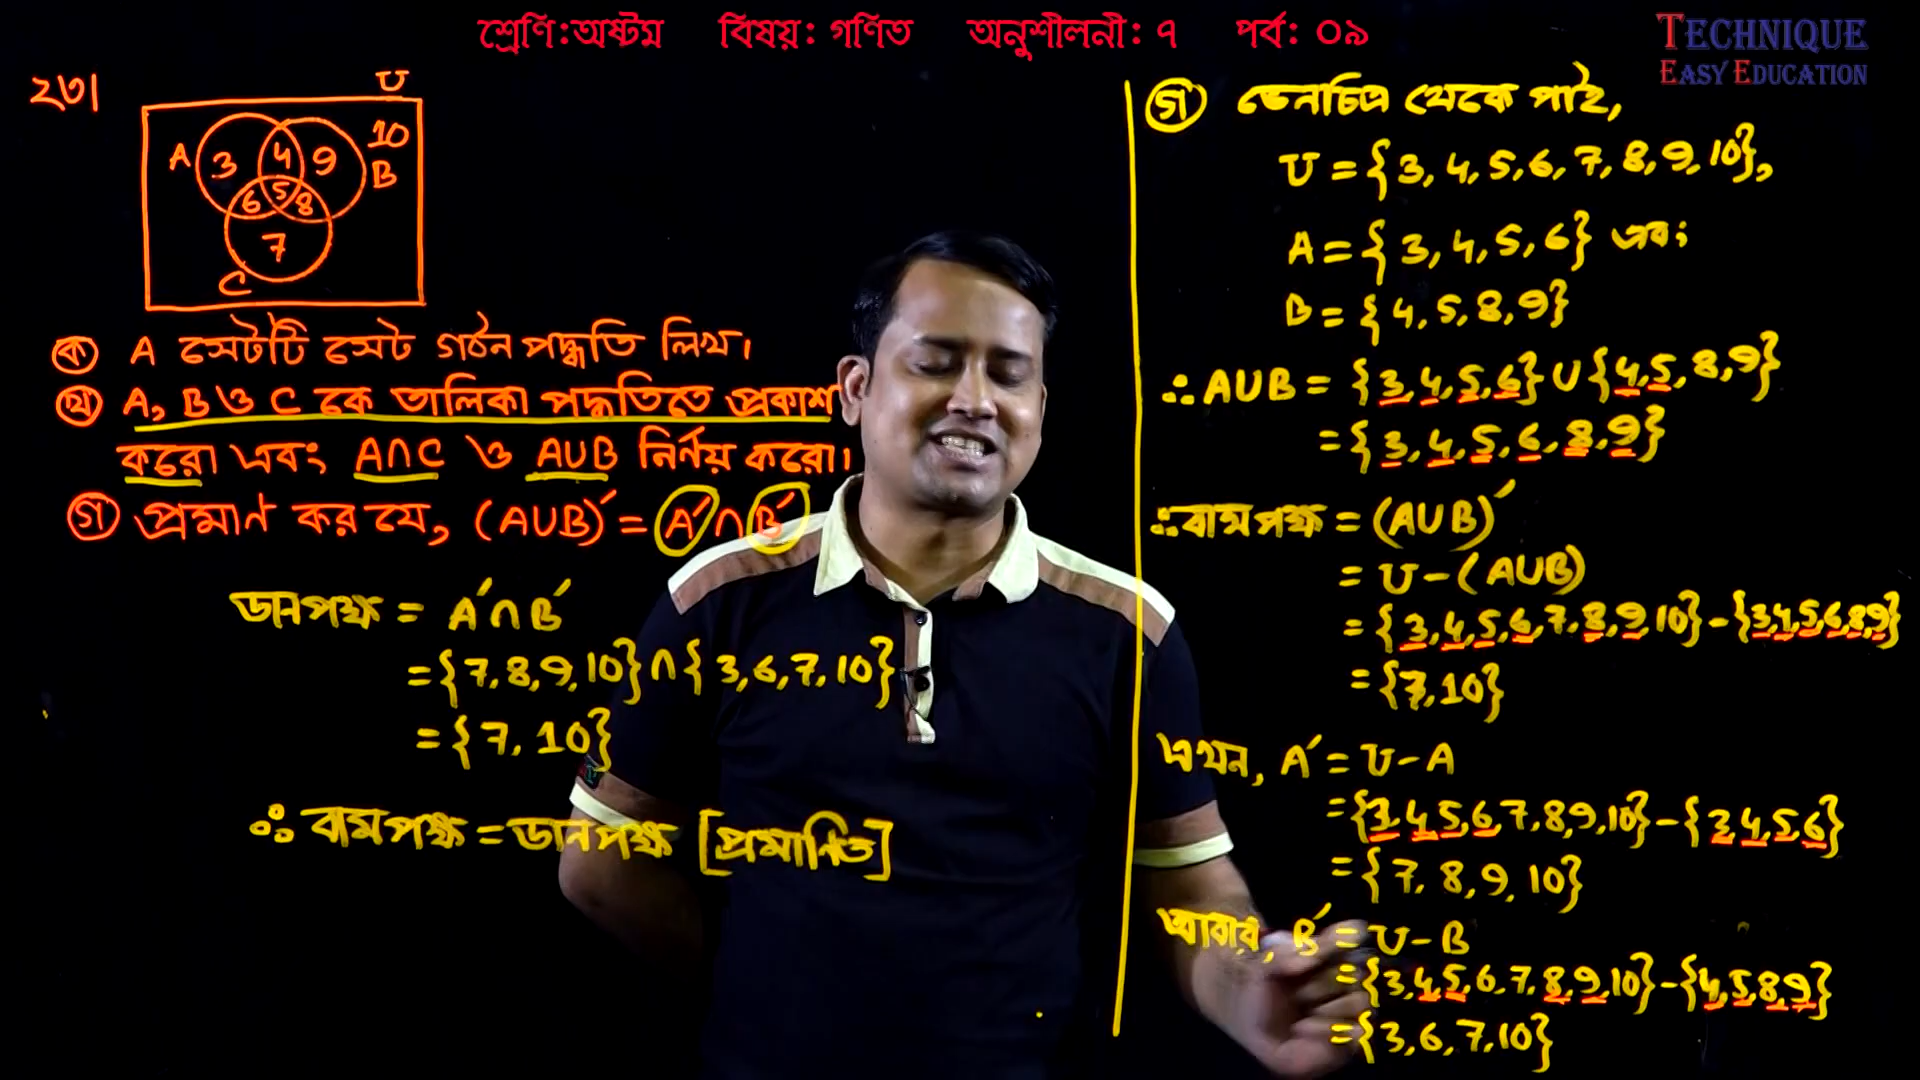 শ্রেণি:অষ্টম বিষয়: গণিত অনুশীলনী: ৭ পর্ব: ০৯
TECHNIQUE
EASY EDUCATION
২৩।
U
A 3 4 9 10 B
6 5 8
7
C
ক A সেটটি সেট গঠন পদ্ধতি লিখ।
খ A, B ও C কে তালিকা পদ্ধতিতে প্রকাশ
করো এবং A∩C ও A∪B নির্ণয় করো।
গ প্রমাণ কর যে, (A∪B)′ = A′∩B′
ডানপক্ষ = A′∩B′
={7,8,9,10}∩{3,6,7,10}
={7,10}
∴ বামপক্ষ=ডানপক্ষ [প্রমাণিত]
গ ভেনচিত্র থেকে পাই,
U={3,4,5,6,7,8,9,10},
A={3,4,5,6} এবং
B={4,5,8,9}
∴A∪B={3,4,5,6}∪{4,5,8,9}
={3,4,5,6,8,9}
∴বামপক্ষ=(A∪B)′
=U-(A∪B)
={3,4,5,6,7,8,9,10}-{3,4,5,6,8,9}
={7,10}
এখন, A′=U-A
={3,4,5,6,7,8,9,10}-{3,4,5,6}
={7,8,9,10}
আবার, B′=U-B
={3,4,5,6,7,8,9,10}-{4,5,8,9}
={3,6,7,10}